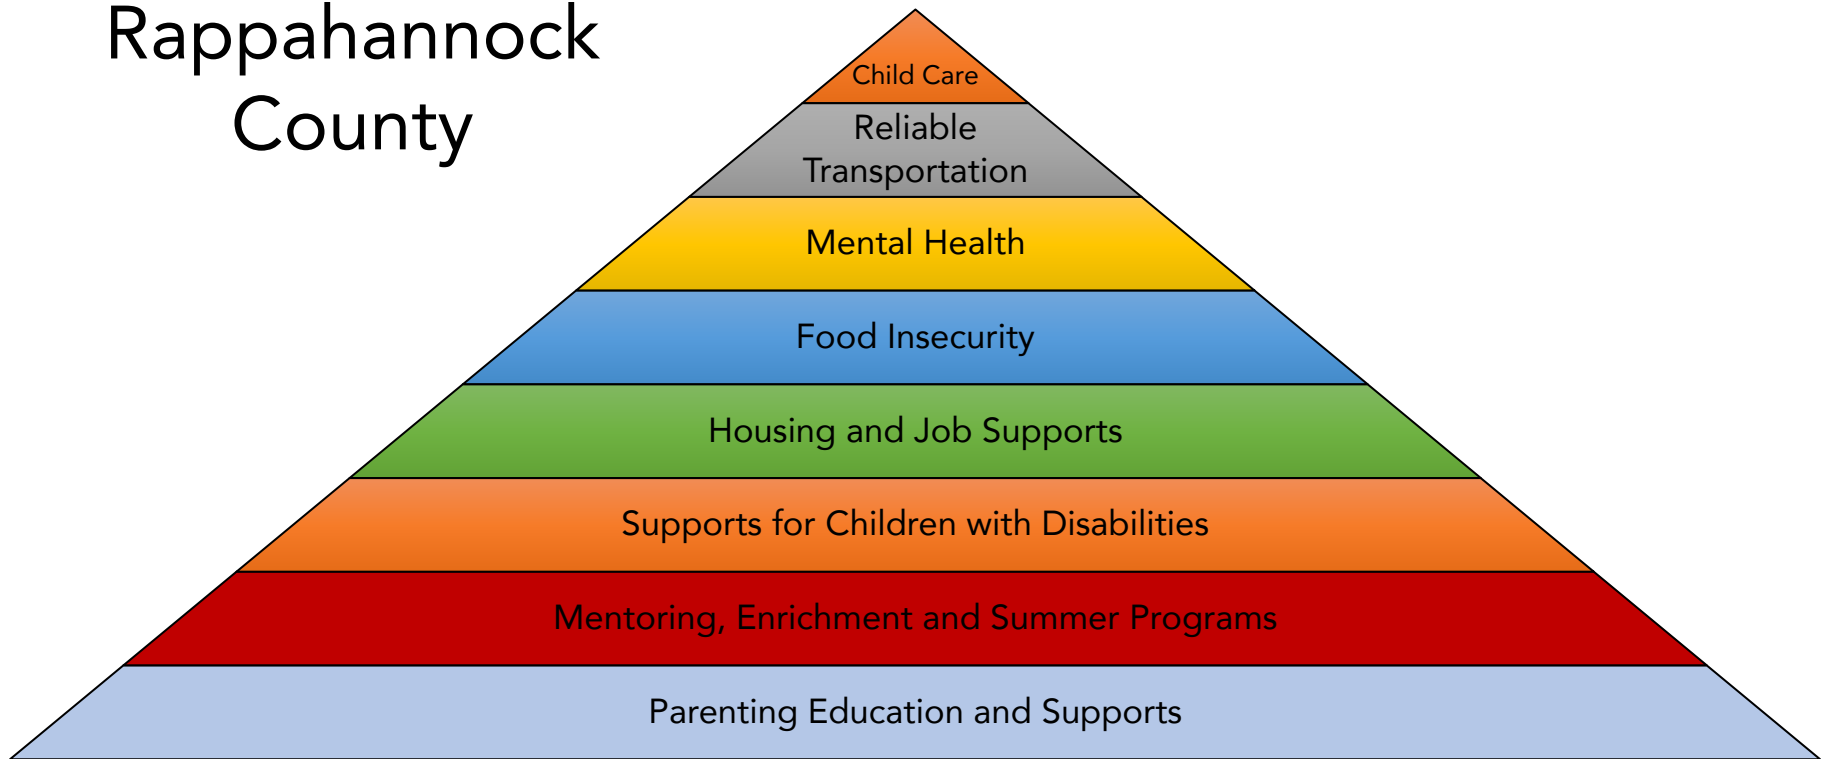 Rappahannock
County
Child Care
Reliable
Transportation
Mental Health
Food Insecurity
Housing and Job Supports
Supports for Children with Disabilities
Mentoring, Enrichment and Summer Programs
Parenting Education and Supports